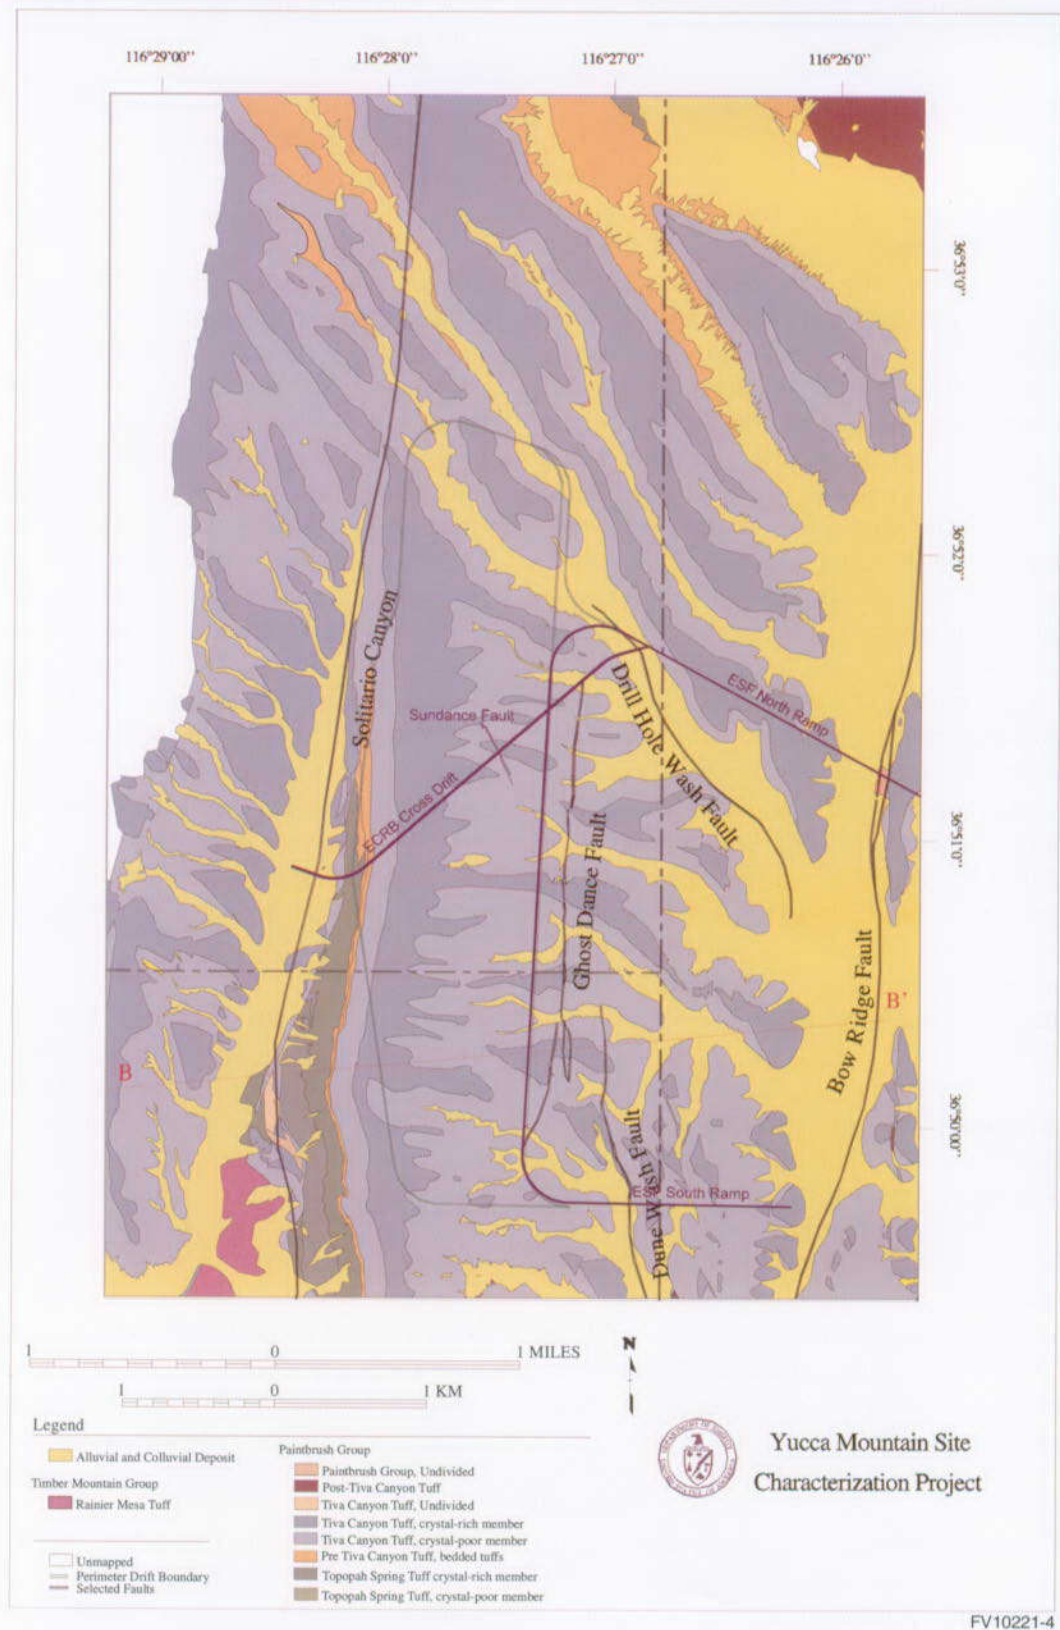 116°29'00''
116°28'0''
116°27'0''
116°26'0''
36°53'0''
36°52'0''
36°51'0''
36°50'00''
Solitario Canyon
Sundance Fault
ECRB Cross Drift
Drill Hole Wash Fault
ESF North Ramp
Ghost Dance Fault
Bow Ridge Fault
B'
B
Dune Wash Fault
ESF South Ramp
1 0 1 MILES
1 0 1 KM
N
Legend
Alluvial and Colluvial Deposit
Timber Mountain Group
Rainier Mesa Tuff
Unmapped
Perimeter Drift Boundary
Selected Faults
Paintbrush Group
Paintbrush Group, Undivided
Post-Tiva Canyon Tuff
Tiva Canyon Tuff, Undivided
Tiva Canyon Tuff, crystal-rich member
Tiva Canyon Tuff, crystal-poor member
Pre Tiva Canyon Tuff, bedded tuffs
Topopah Spring Tuff crystal-rich member
Topopah Spring Tuff, crystal-poor member
Yucca Mountain Site
Characterization Project
FV10221-4